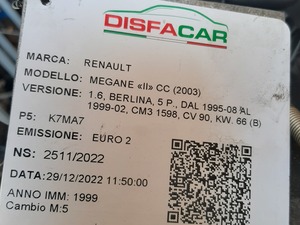 DISFACAR
MARCA: RENAULT
MODELLO: MEGANE «II» CC (2003)
VERSIONE: 1.6, BERLINA, 5 P., DAL 1995-08 AL
1999-02, CM3 1598, CV 90, KW. 66 (B)
P5: K7MA7
EMISSIONE: EURO 2
NS: 2511/2022
DATA:29/12/2022 11:50:00
ANNO IMM: 1999
Cambio M:5